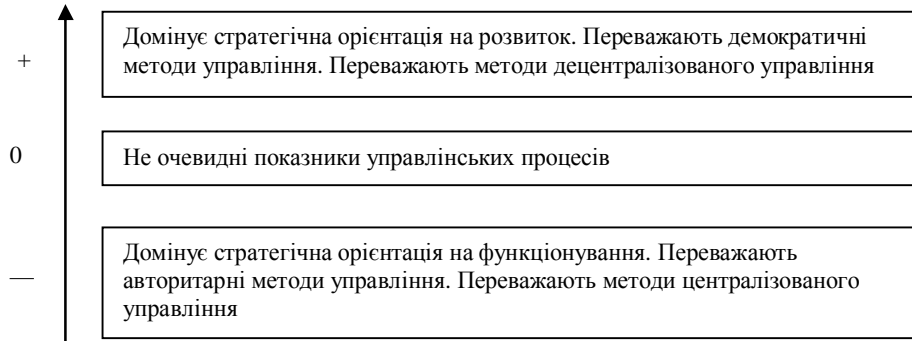 +
Домінує стратегічна орієнтація на розвиток. Переважають демократичні
методи управління. Переважають методи децентралізованого управління
0
Не очевидні показники управлінських процесів
—
Домінує стратегічна орієнтація на функціонування. Переважають
авторитарні методи управління. Переважають методи централізованого
управління